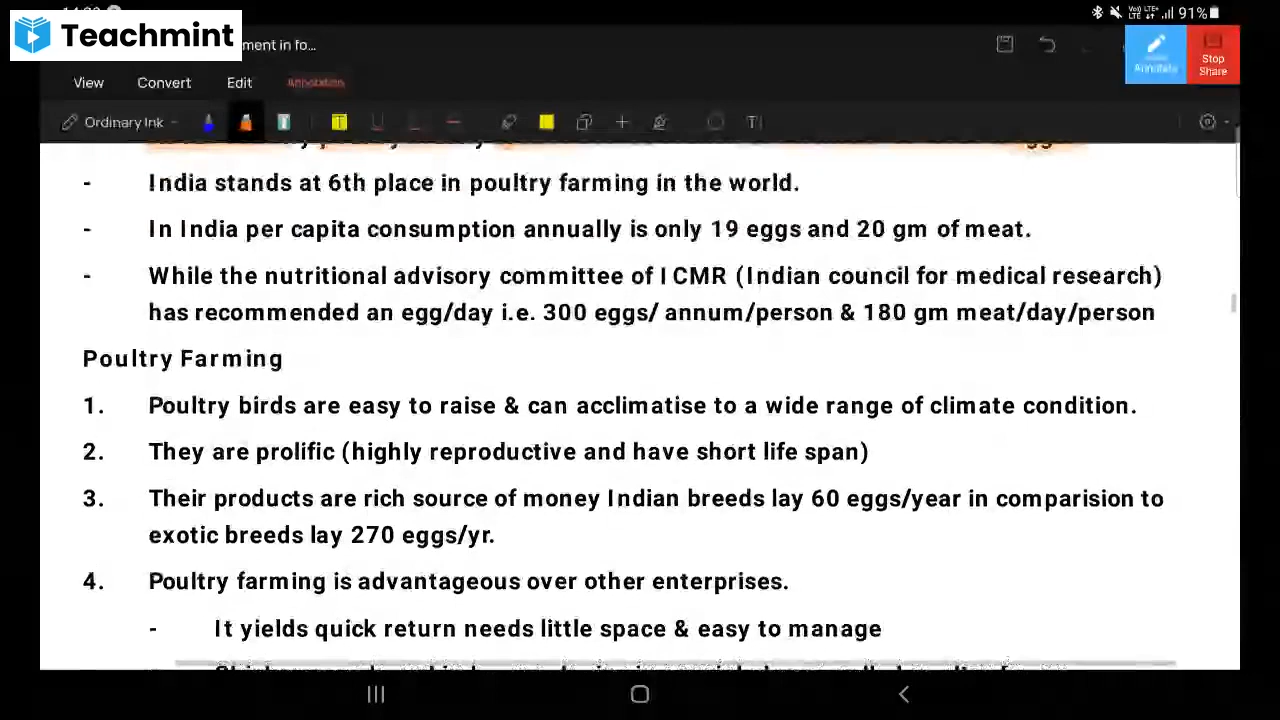 Teachmint
ment in fo...
91%
Annotate
Stop
Share
View Convert Edit Annotation
Ordinary Ink
- India stands at 6th place in poultry farming in the world.
- In India per capita consumption annually is only 19 eggs and 20 gm of meat.
- While the nutritional advisory committee of ICMR (Indian council for medical research)
has recommended an egg/day i.e. 300 eggs/ annum/person & 180 gm meat/day/person
Poultry Farming
1. Poultry birds are easy to raise & can acclimatise to a wide range of climate condition.
2. They are prolific (highly reproductive and have short life span)
3. Their products are rich source of money Indian breeds lay 60 eggs/year in comparision to
exotic breeds lay 270 eggs/yr.
4. Poultry farming is advantageous over other enterprises.
- It yields quick return needs little space & easy to manage